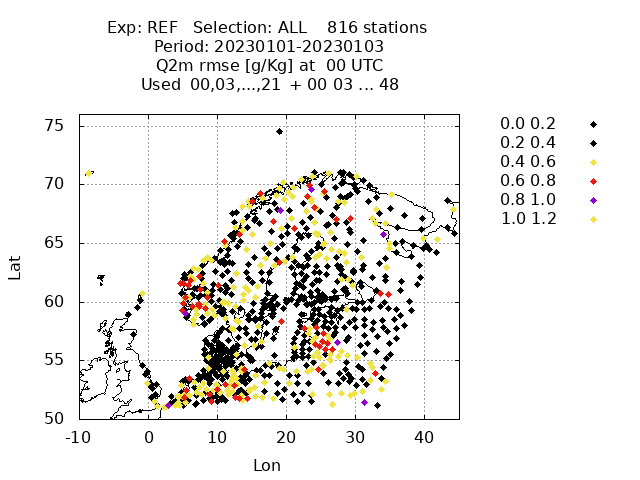 Exp: REF Selection: ALL 816 stations
Period: 20230101-20230103
Q2m rmse [g/Kg] at 00 UTC
Used 00,03,...,21 + 00 03 ... 48
75
70
65
60
55
50
-10 0 10 20 30 40
Lat
Lon
0.0 0.2
0.2 0.4
0.4 0.6
0.6 0.8
0.8 1.0
1.0 1.2